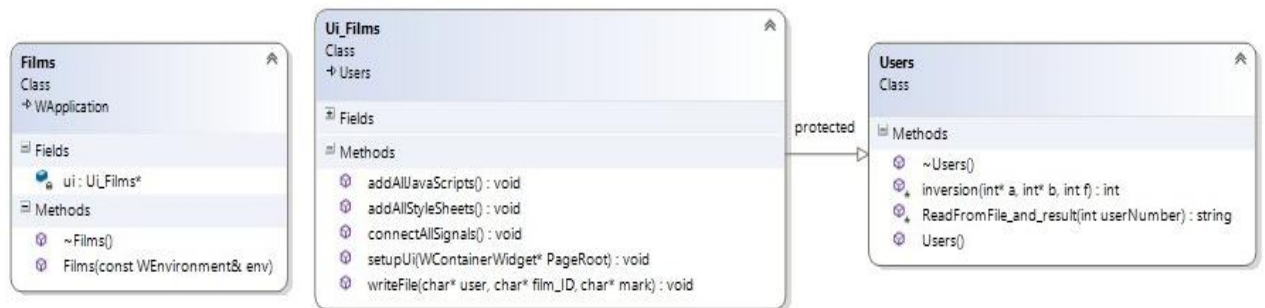 Films
Class
WApplication
Fields
ui : Ui_Films*
Methods
~Films()
Films(const WEnvironment& env)
Ui_Films
Class
Users
Fields
Methods
addAllJavaScripts() : void
addAllStyleSheets() : void
connectAllSignals() : void
setupUi(WContainerWidget* PageRoot) : void
writeFile(char* user, char* film_ID, char* mark) : void
protected
Users
Class
Methods
~Users()
inversion(int* a, int* b, int f) : int
ReadFromFile_and_result(int userNumber) : string
Users()